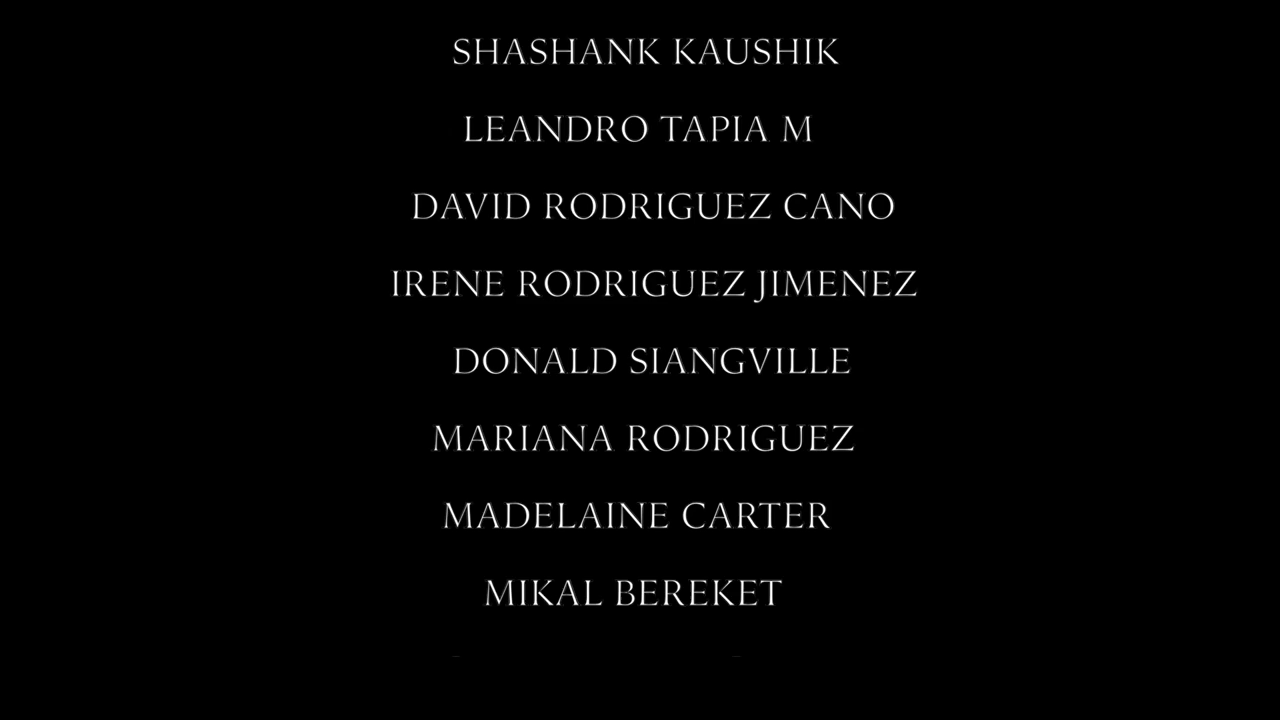 SHASHANK KAUSHIK
LEANDRO TAPIA M
DAVID RODRIGUEZ CANO
IRENE RODRIGUEZ JIMENEZ
DONALD SIANGVILLE
MARIANA RODRIGUEZ
MADELAINE CARTER
MIKAL BEREKET